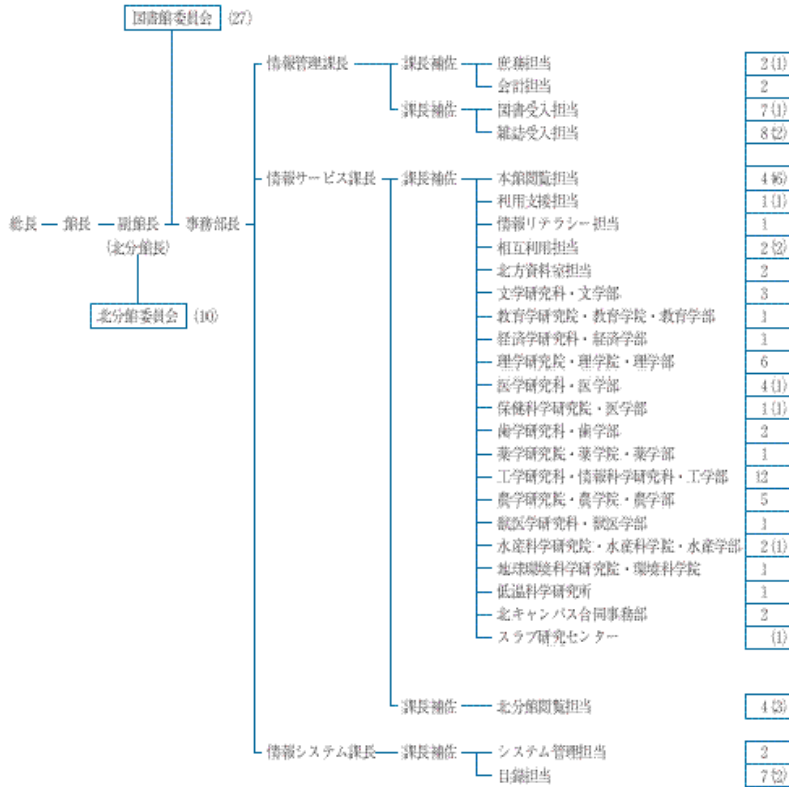 図書館委員会 (27)
情報管理課長 課長補佐 庶務担当 2(1)
会計担当 2
課長補佐 図書受入担当 7(1)
雑誌受入担当 8(2)
情報サービス課長 課長補佐 本館閲覧担当 4(6)
利用支援担当 1(1)
情報リテラシー担当 1
総長 館長 副館長 事務部長
相互利用担当 2(2)
(北分館長)
北方資料室担当 2
文学研究科・文学部 3
北分館委員会 (10)
教育学研究院・教育学院・教育学部 1
経済学研究科・経済学部 1
理学研究院・理学院・理学部 6
医学研究科・医学部 4(1)
保健科学研究院・医学部 1(1)
歯学研究科・歯学部 2
薬学研究院・薬学院・薬学部 1
工学研究科・情報科学研究科・工学部 12
農学研究院・農学院・農学部 5
獣医学研究科・獣医学部 1
水産科学研究院・水産科学院・水産学部 2(1)
地球環境科学研究院・環境科学院 1
低温科学研究所 1
北キャンパス合同事務部 2
スラブ研究センター (1)
課長補佐 北分館閲覧担当 4(3)
情報システム課長 課長補佐 システム管理担当 2
目録担当 7(2)